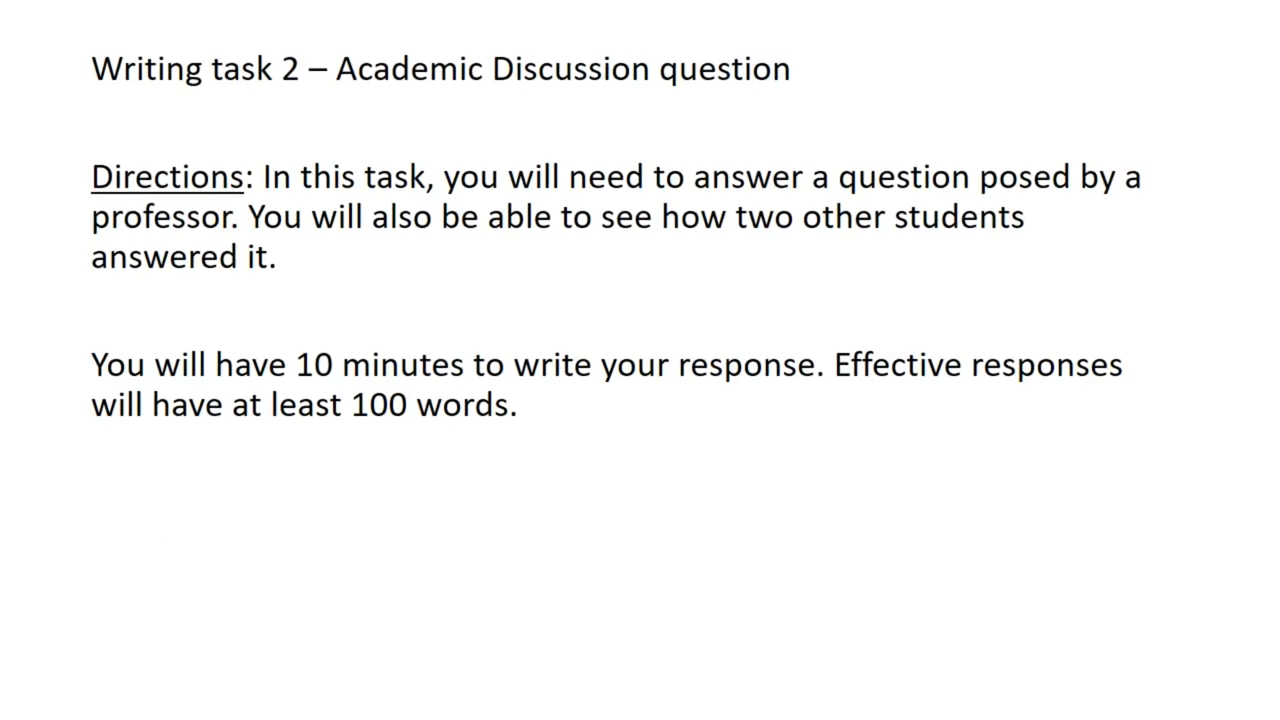 Writing task 2 – Academic Discussion question
Directions: In this task, you will need to answer a question posed by a
professor. You will also be able to see how two other students
answered it.
You will have 10 minutes to write your response. Effective responses
will have at least 100 words.